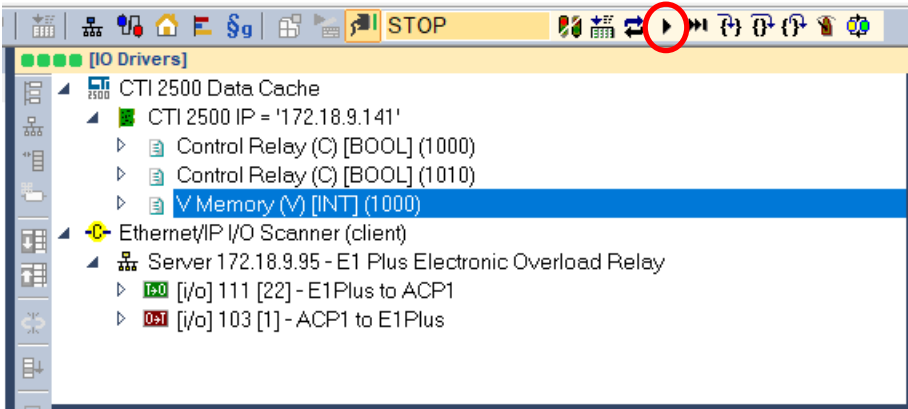 §g STOP
[IO Drivers]
CTI 2500 CTI 2500 Data Cache
CTI 2500 IP = '172.18.9.141'
Control Relay (C) [BOOL] (1000)
Control Relay (C) [BOOL] (1010)
V Memory (V) [INT] (1000)
-C- Ethernet/IP I/O Scanner (client)
Server 172.18.9.95 - E1 Plus Electronic Overload Relay
T→O [i/o] 111 [22] - E1Plus to ACP1
O→T [i/o] 103 [1] - ACP1 to E1Plus